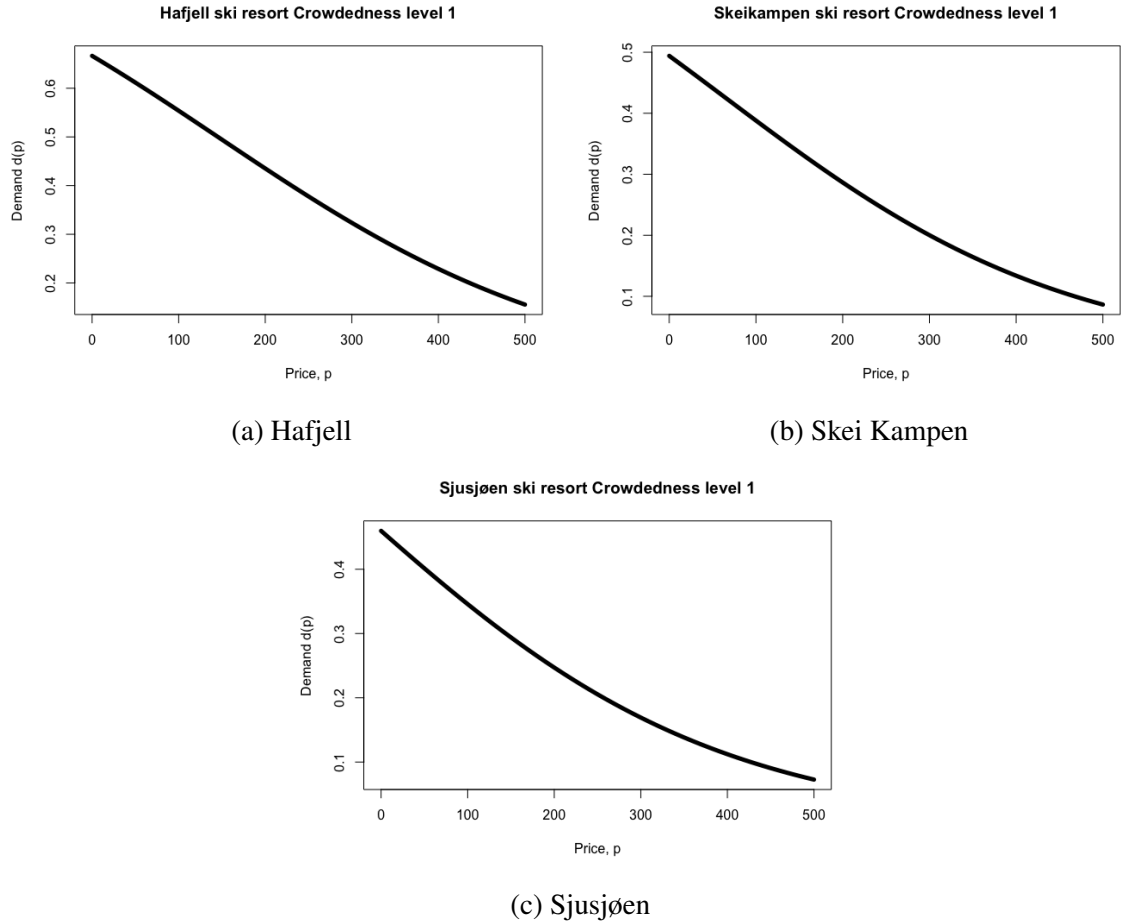 Hafjell ski resort Crowdedness level 1
Demand d(p)
0.6
0.5
0.4
0.3
0.2
0 100 200 300 400 500
Price, p
(a) Hafjell
Skeikampen ski resort Crowdedness level 1
Demand d(p)
0.5
0.4
0.3
0.2
0.1
0 100 200 300 400 500
Price, p
(b) Skei Kampen
Sjusjøen ski resort Crowdedness level 1
Demand d(p)
0.4
0.3
0.2
0.1
0 100 200 300 400 500
Price, p
(c) Sjusjøen